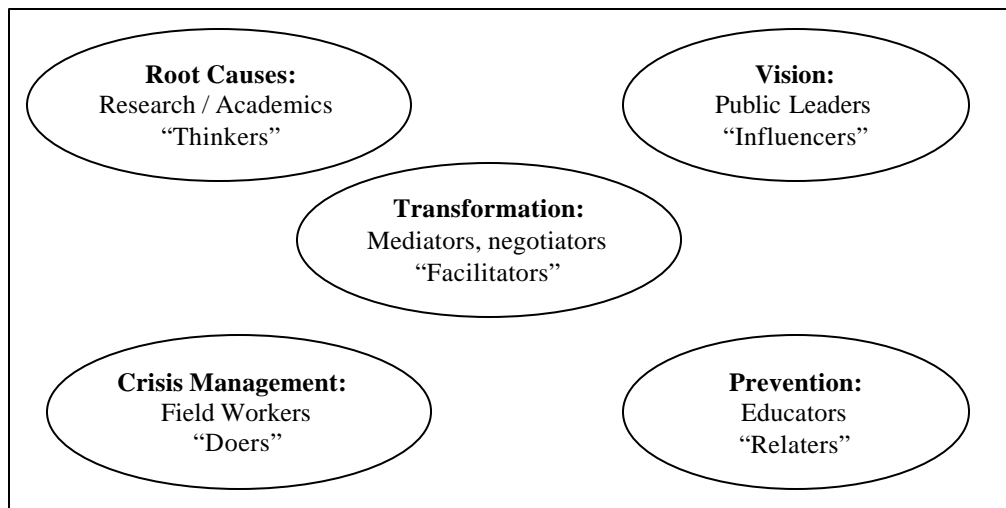 Root Causes:
Research / Academics
“Thinkers”
Vision:
Public Leaders
“Influencers”
Transformation:
Mediators, negotiators
“Facilitators”
Crisis Management:
Field Workers
“Doers”
Prevention:
Educators
“Relaters”